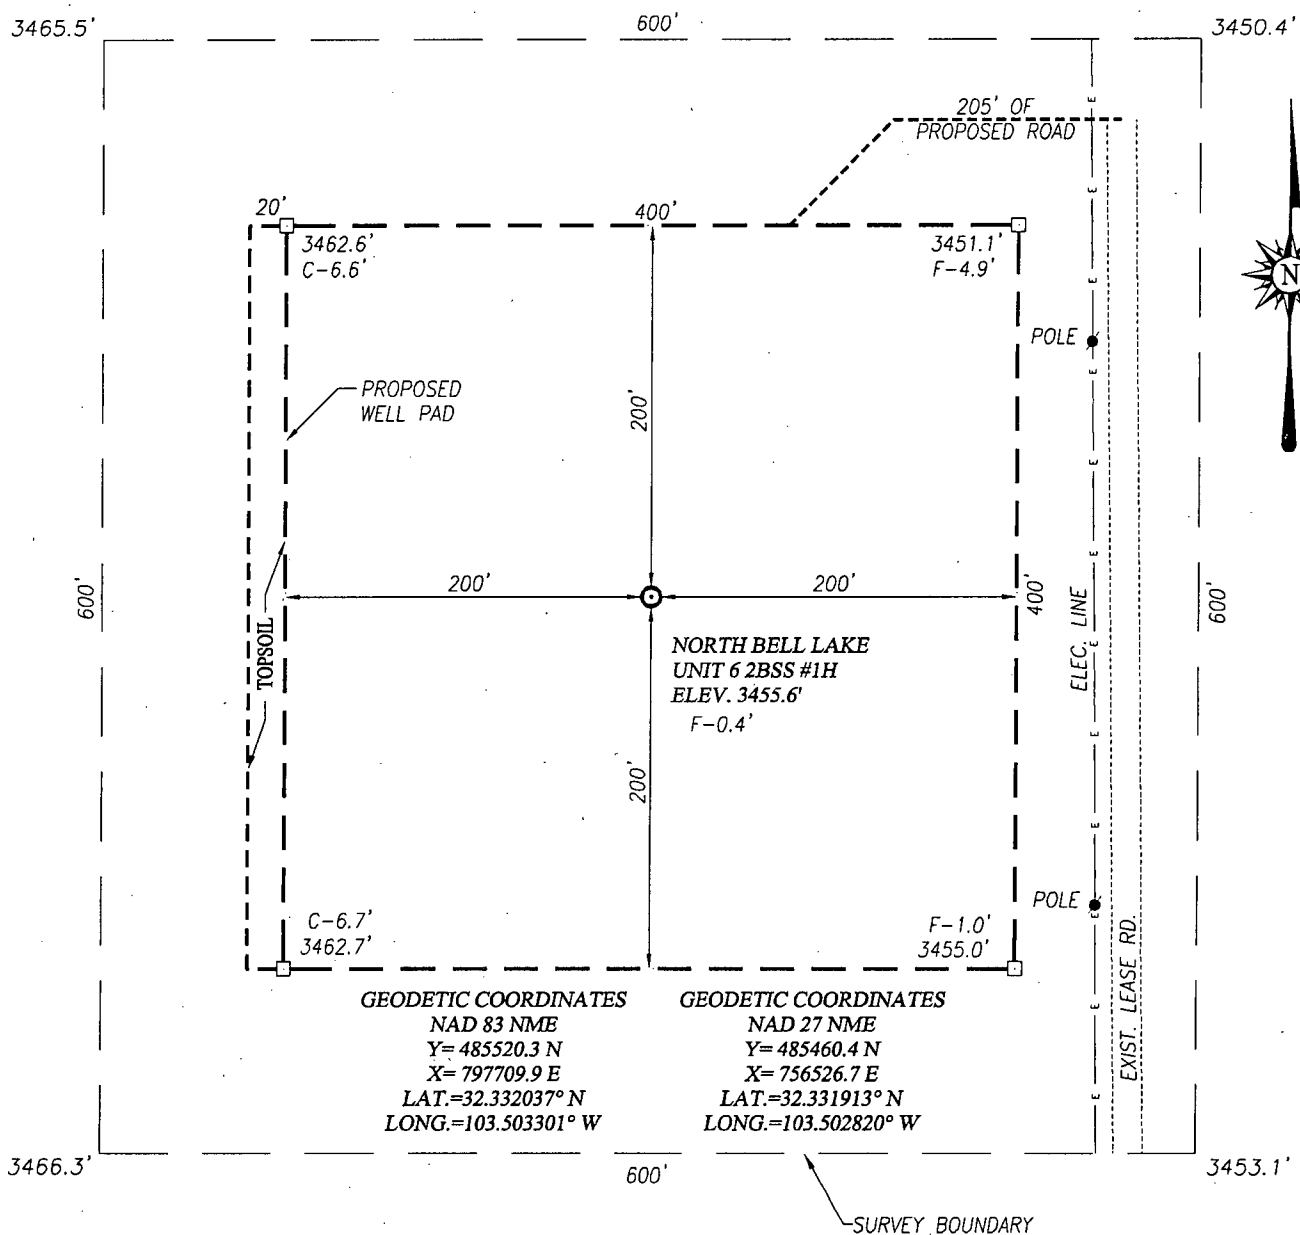 3465.5'
600'
3450.4'
205' OF
PROPOSED ROAD
20'
400'
3462.6'
C-6.6'
3451.1'
F-4.9'
N
POLE
PROPOSED
WELL PAD
200'
E
E
E
E
E
E
E
E
E
E
E
E
600'
200'
200'
400'
ELEC. LINE
600'
TOPSOIL
NORTH BELL LAKE
UNIT 6 2BSS #1H
ELEV. 3455.6'
F-0.4'
200'
POLE
C-6.7'
3462.7'
F-1.0'
3455.0'
EXIST. LEASE RD.
GEODETIC COORDINATES
NAD 83 NME
Y= 485520.3 N
X= 797709.9 E
LAT.=32.332037° N
LONG.=103.503301° W
GEODETIC COORDINATES
NAD 27 NME
Y= 485460.4 N
X= 756526.7 E
LAT.=32.331913° N
LONG.=103.502820° W
3466.3'
600'
3453.1'
SURVEY BOUNDARY